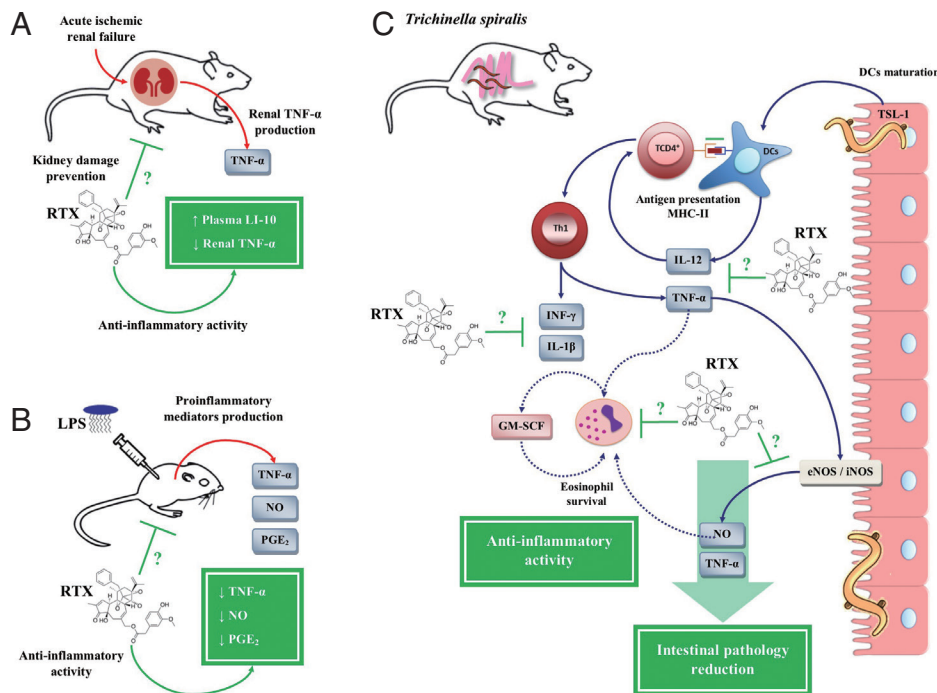 A
Acute ischemic
renal failure
Renal TNF-α
production
TNF-α
Kidney damage
prevention
?
RTX
↑ Plasma LI-10
↓ Renal TNF-α
Anti-inflammatory activity
B
LPS
Proinflammatory
mediators production
TNF-α
NO
PGE₂
?
RTX
↓ TNF-α
↓ NO
↓ PGE₂
Anti-inflammatory
activity
C
Trichinella spiralis
DCs maturation
TSL-1
TCD4⁺
DCs
Antigen presentation
MHC-II
Th1
IL-12
?
RTX
TNF-α
INF-γ
IL-1β
RTX
?
RTX
?
?
GM-SCF
Eosinophil
survival
eNOS / iNOS
NO
TNF-α
Anti-inflammatory
activity
Intestinal pathology
reduction